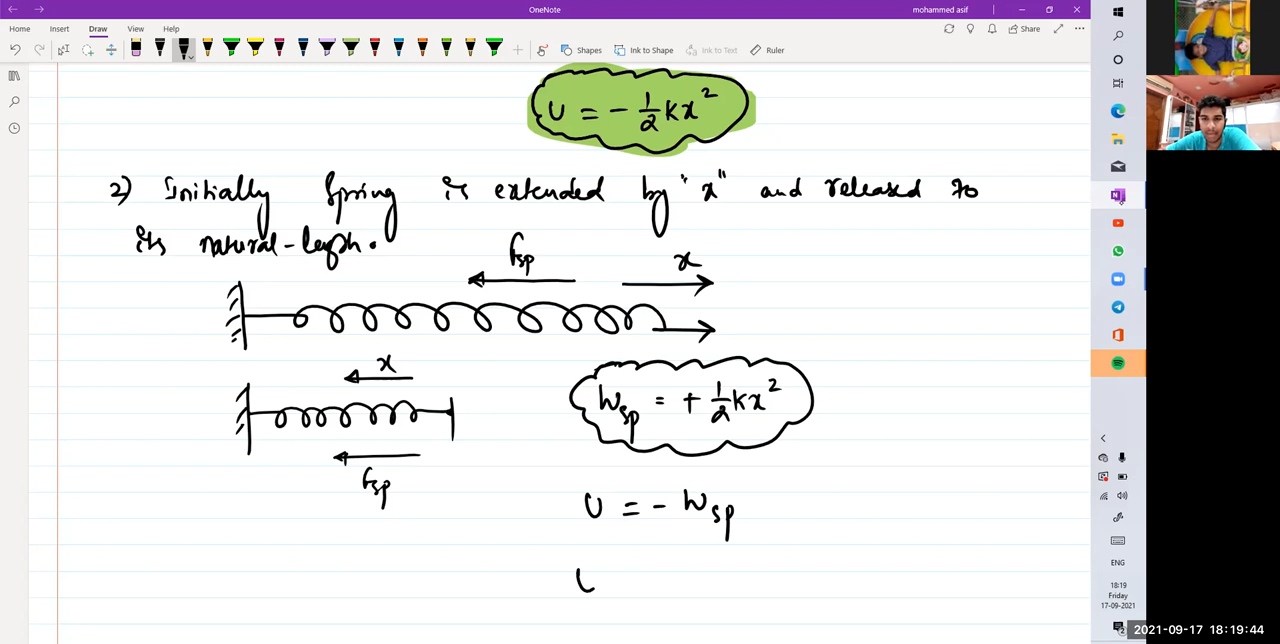 OneNote
mohammed asif
Home Insert Draw View Help
Shapes Ink to Shape Ink to Text Ruler
Share
U = - 1/2 kx²
2) Initially Spring is extended by "x" and released to
its natural-length.
Fsp
x
x
Wsp = + 1/2 kx²
Fsp
U = - Wsp
U
ENG
18:19
Friday
17-09-2021
2021-09-17 18:19:44